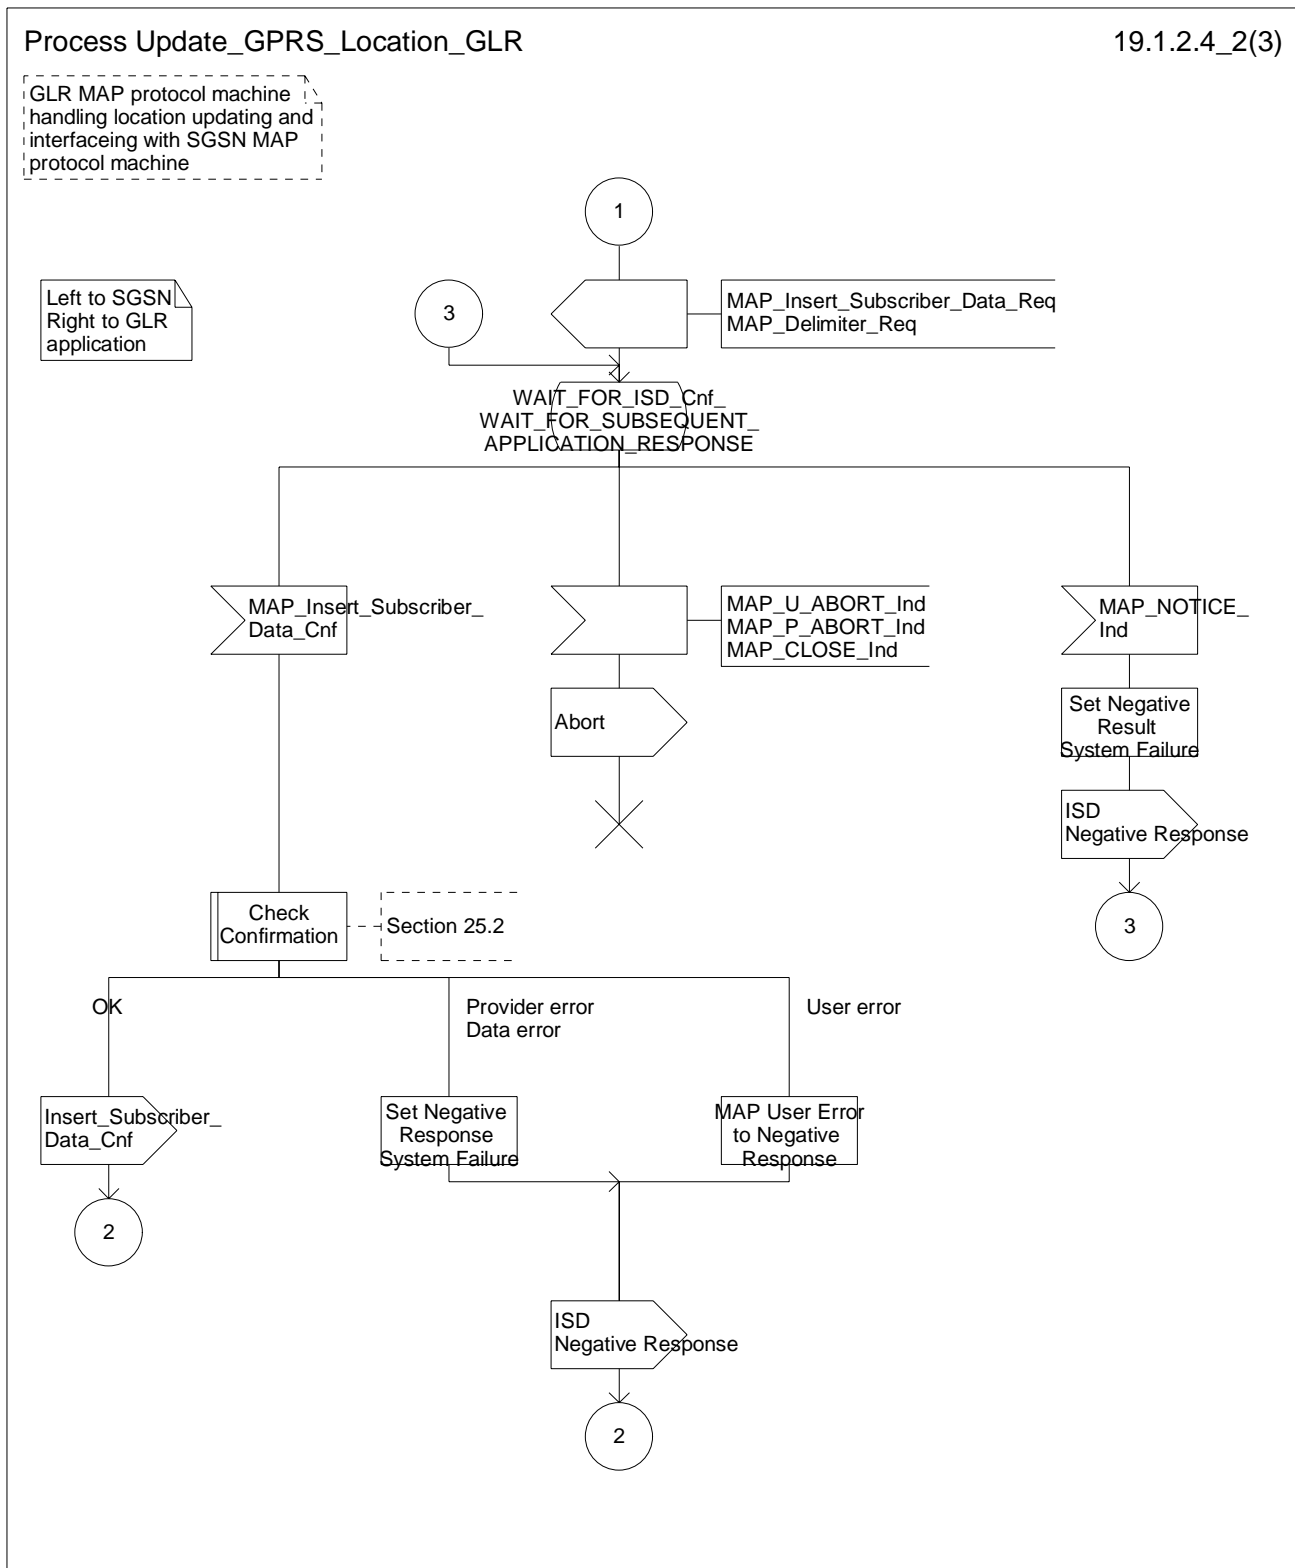 Process Update_GPRS_Location_GLR
19.1.2.4_2(3)
GLR MAP protocol machine
handling location updating and
interfaceing with SGSN MAP
protocol machine
1
Left to SGSN
Right to GLR
application
3
MAP_Insert_Subscriber_Data_Req
MAP_Delimiter_Req
WAIT_FOR_ISD_Cnf_
WAIT_FOR_SUBSEQUENT_
APPLICATION_RESPONSE
MAP_Insert_Subscriber_
Data_Cnf
MAP_U_ABORT_Ind
MAP_P_ABORT_Ind
MAP_CLOSE_Ind
MAP_NOTICE_
Ind
Abort
Set Negative
Result
System Failure
ISD
Negative Response
Check
Confirmation
Section 25.2
3
OK
Provider error
Data error
User error
Insert_Subscriber_
Data_Cnf
Set Negative
Response
System Failure
MAP User Error
to Negative
Response
2
ISD
Negative Response
2